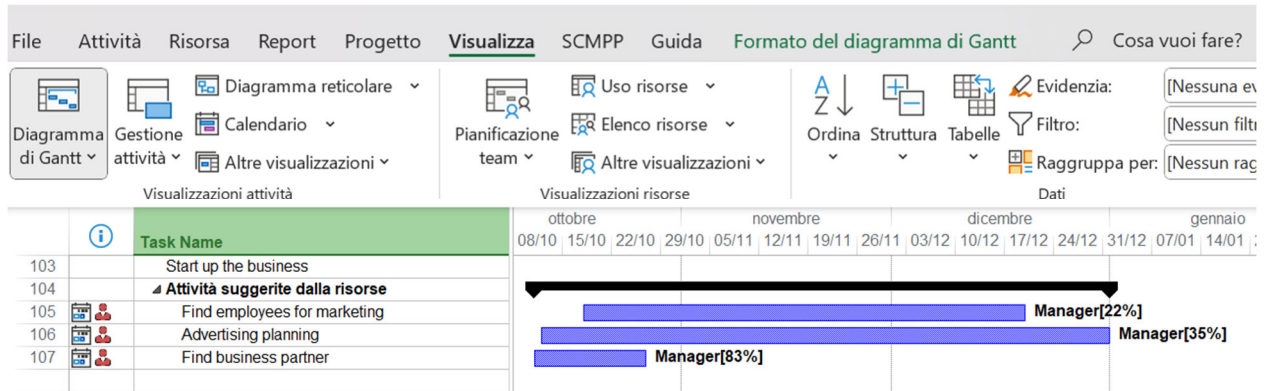 File Attività Risorsa Report Progetto Visualizza SCMPP Guida Formato del diagramma di Gantt Cosa vuoi fare?
Diagramma di Gantt
Gestione attività
Diagramma reticolare
Calendario
Altre visualizzazioni
Visualizzazioni attività
Pianificazione team
Uso risorse
Elenco risorse
Altre visualizzazioni
Visualizzazioni risorse
Ordina Struttura Tabelle
Evidenzia: [Nessuna ev
Filtro: [Nessun filtr
Raggruppa per: [Nessun rag
Dati
ottobre novembre dicembre gennaio
Task Name 08/10 15/10 22/10 29/10 05/11 12/11 19/11 26/11 03/12 10/12 17/12 24/12 31/12 07/01 14/01
103 Start up the business
104 Attività suggerite dalla risorse
105 Find employees for marketing Manager[22%]
106 Advertising planning Manager[35%]
107 Find business partner Manager[83%]